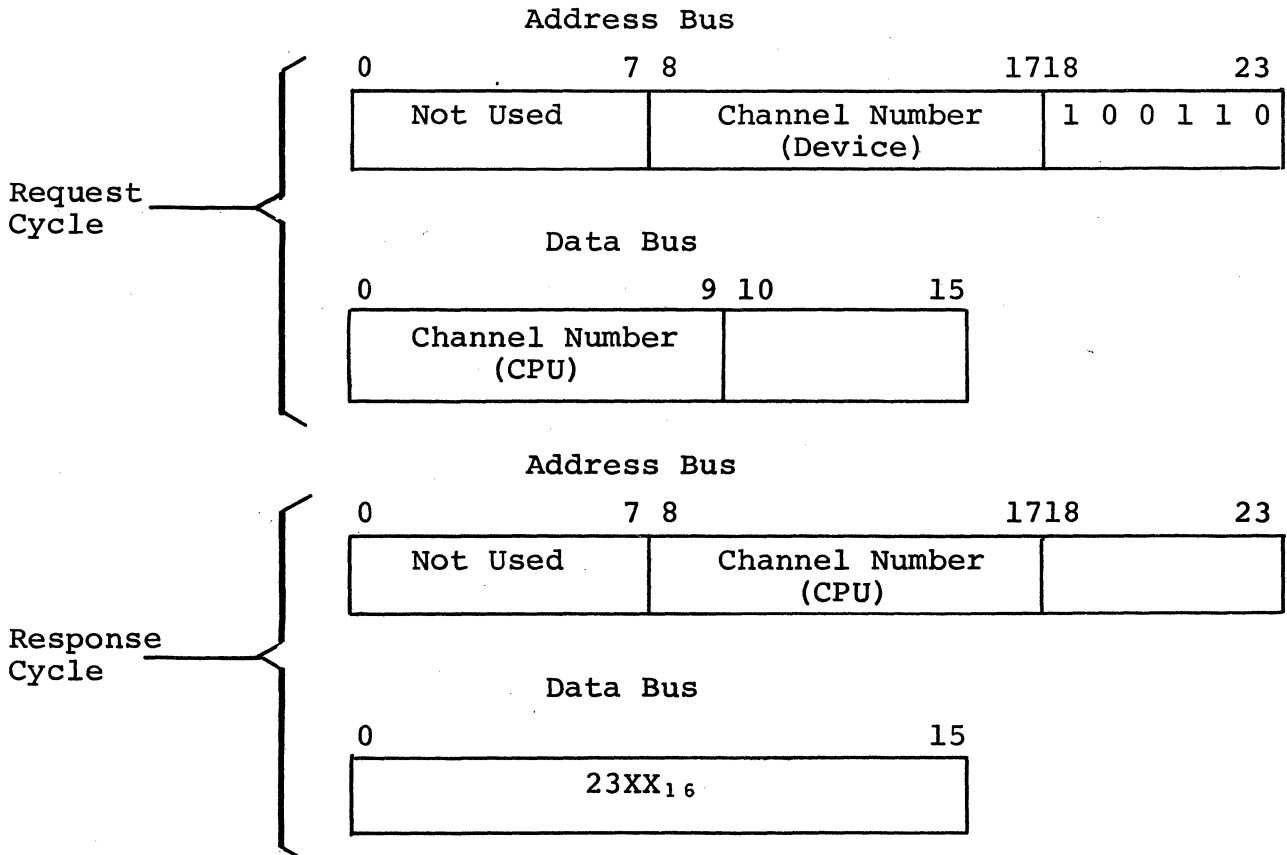 Address Bus
0 7 8 1718 23
Not Used Channel Number 1 0 0 1 1 0
(Device)
Request
Cycle
Data Bus
0 9 10 15
Channel Number
(CPU)
Address Bus
0 7 8 1718 23
Not Used Channel Number
(CPU)
Response
Cycle
Data Bus
0 15
23XX₁₆